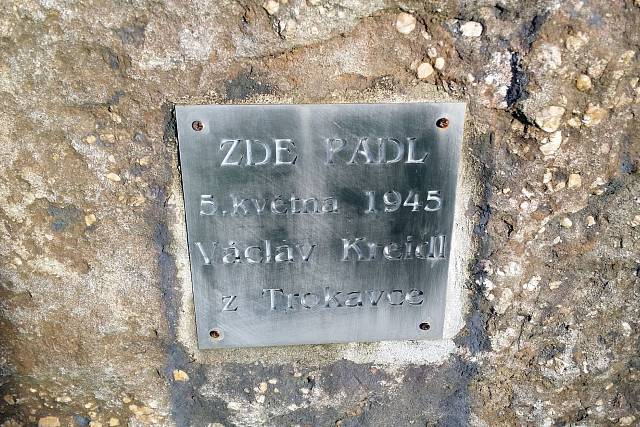 ZDE PADL
5. května 1945
Václav Kreidl
z Trokavce